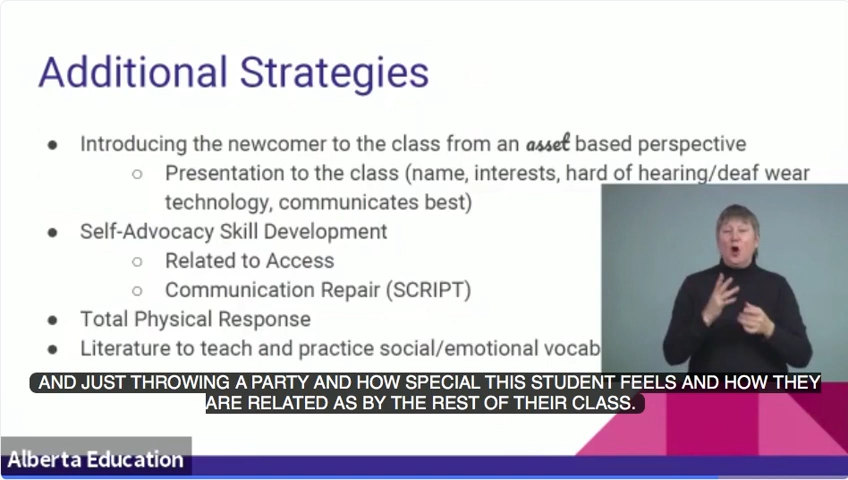 Additional Strategies
● Introducing the newcomer to the class from an asset based perspective
○ Presentation to the class (name, interests, hard of hearing/deaf wear
technology, communicates best)
● Self-Advocacy Skill Development
○ Related to Access
○ Communication Repair (SCRIPT)
● Total Physical Response
● Literature to teach and practice social/emotional vocab
AND JUST THROWING A PARTY AND HOW SPECIAL THIS STUDENT FEELS AND HOW THEY
ARE RELATED AS BY THE REST OF THEIR CLASS.
Alberta Education